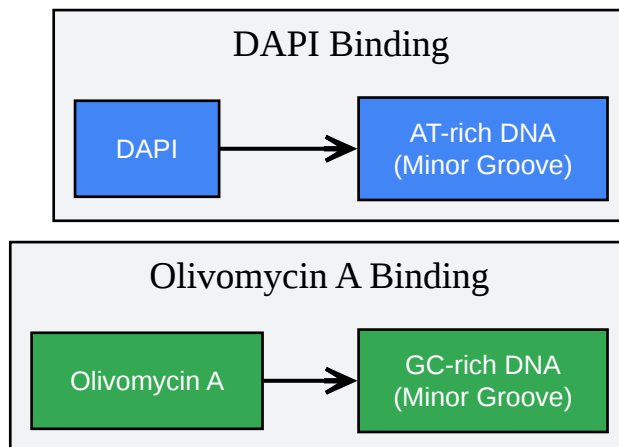 DAPI Binding
DAPI
AT-rich DNA
(Minor Groove)
Olivomycin A Binding
Olivomycin A
GC-rich DNA
(Minor Groove)